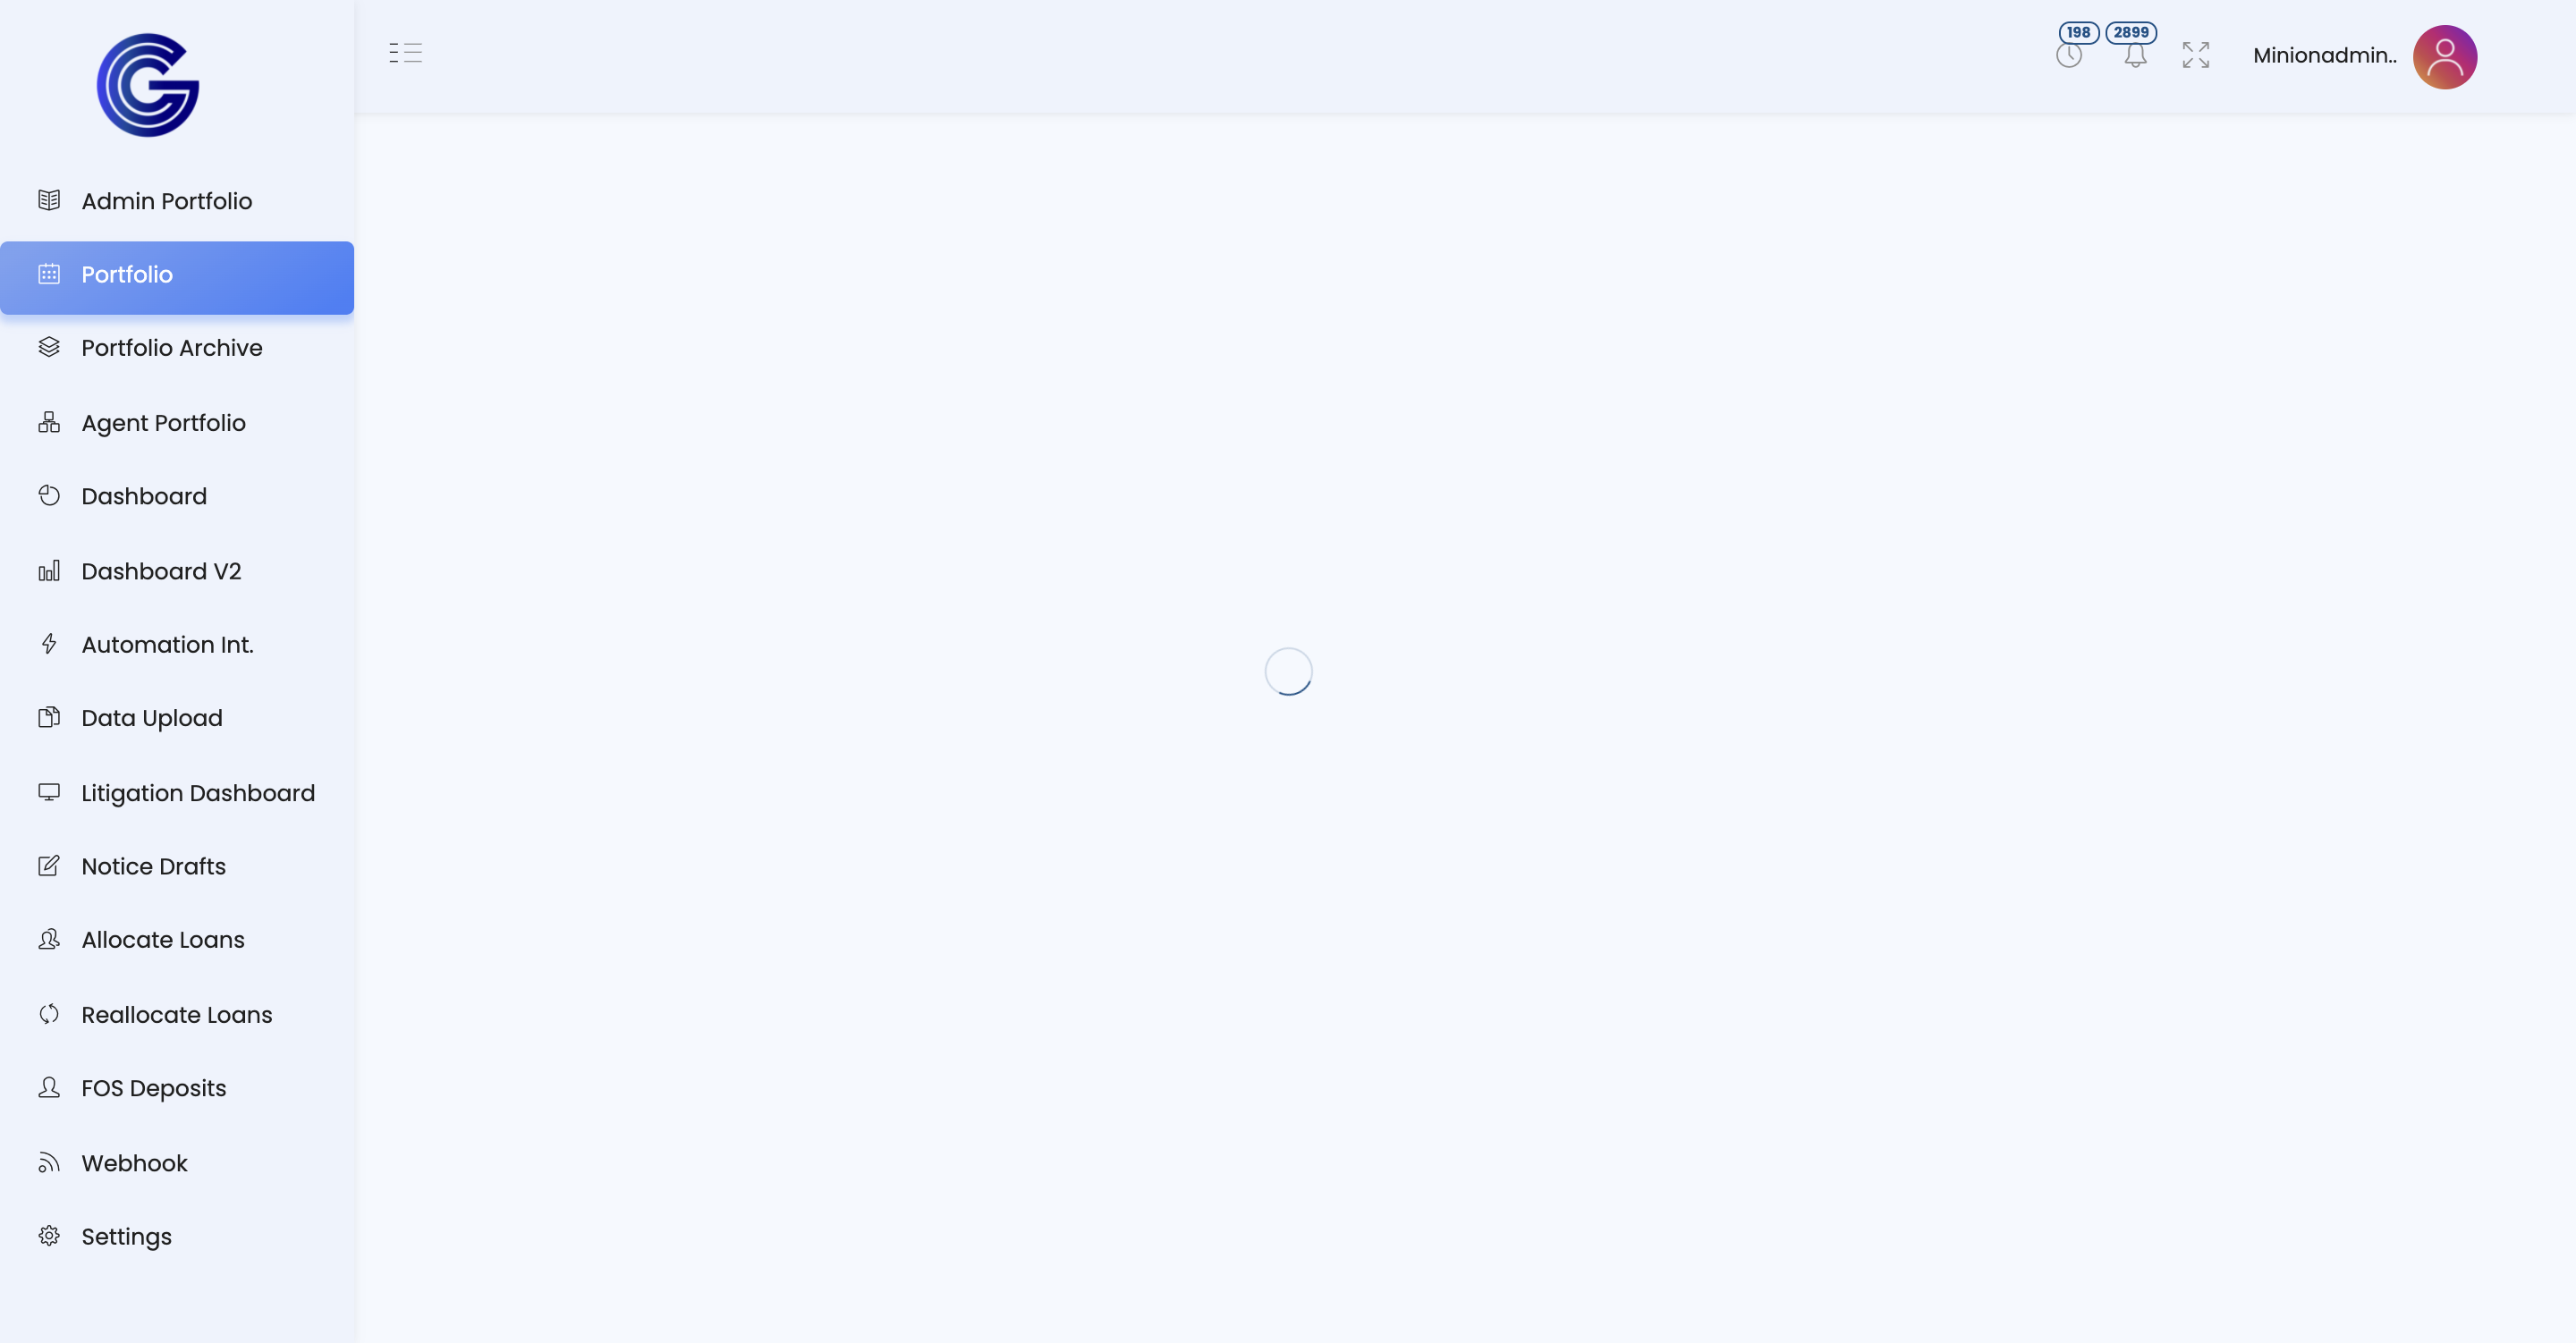 198
2899
Minionadmin..
Admin Portfolio
Portfolio
Portfolio Archive
Agent Portfolio
Dashboard
Dashboard V2
Automation Int.
Data Upload
Litigation Dashboard
Notice Drafts
Allocate Loans
Reallocate Loans
FOS Deposits
Webhook
Settings